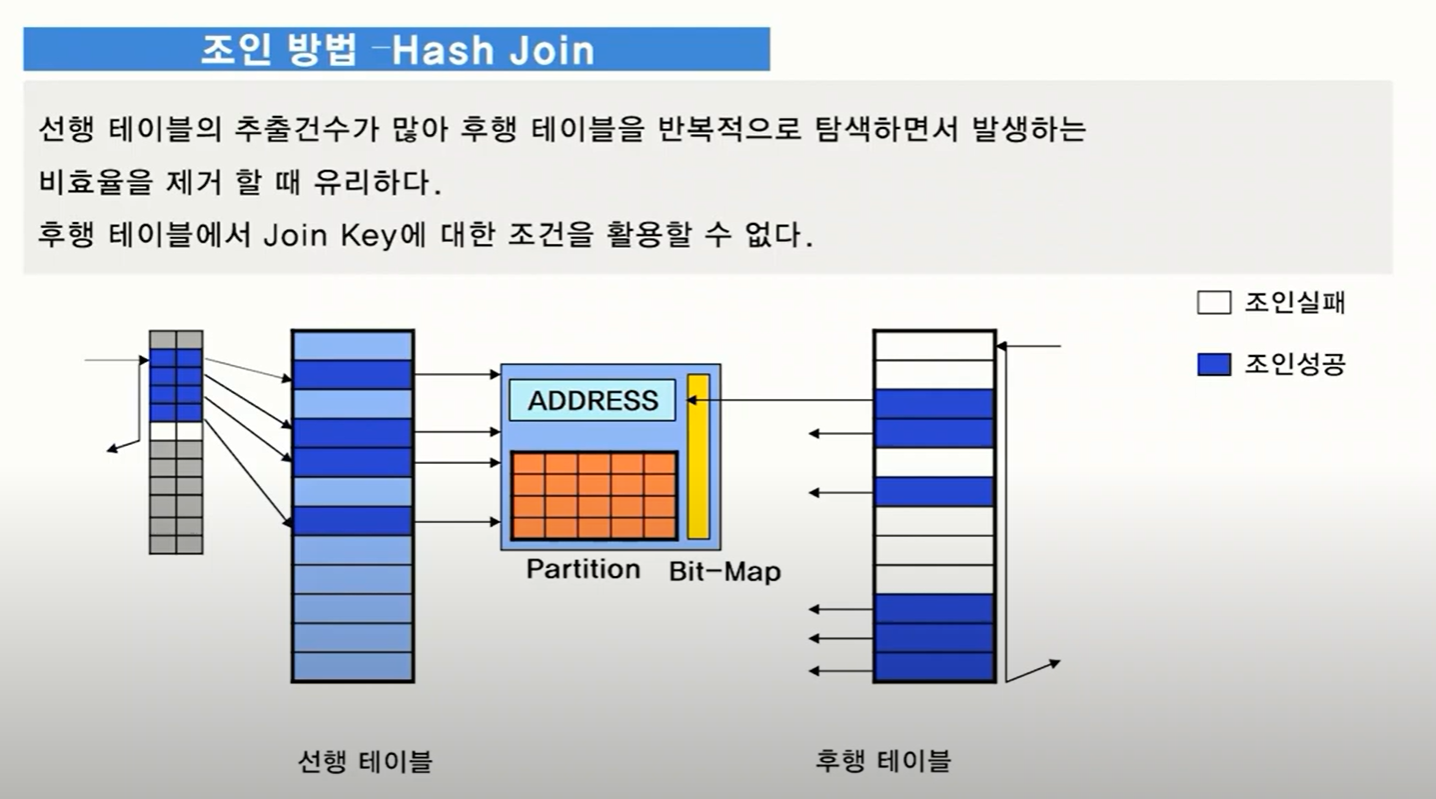 조인 방법 –Hash Join
선행 테이블의 추출건수가 많아 후행 테이블을 반복적으로 탐색하면서 발생하는
비효율을 제거 할 때 유리하다.
후행 테이블에서 Join Key에 대한 조건을 활용할 수 없다.
조인실패
조인성공
ADDRESS
Partition
Bit-Map
선행 테이블
후행 테이블